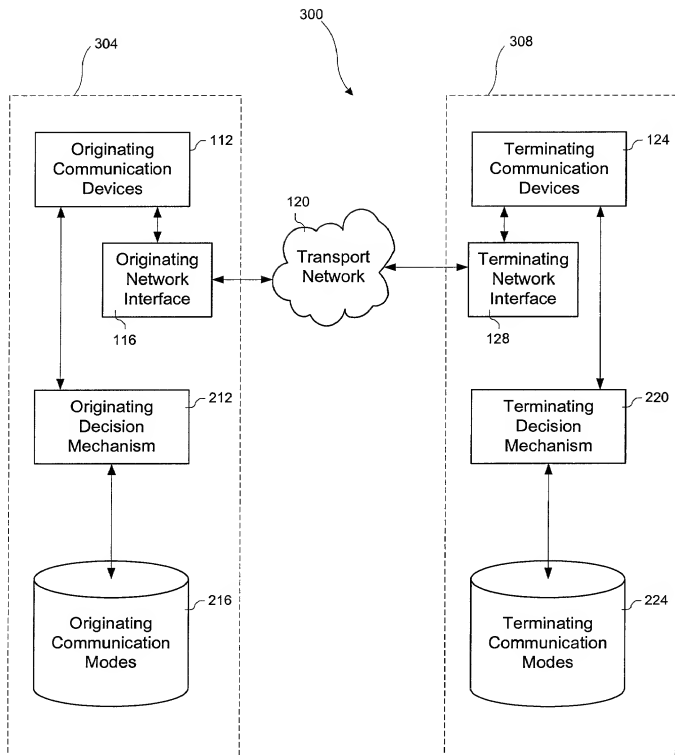 300
304
308
Originating
Communication
Devices
112
Terminating
Communication
Devices
124
120
Transport
Network
Originating
Network
Interface
116
Terminating
Network
Interface
128
Originating
Decision
Mechanism
212
Terminating
Decision
Mechanism
220
Originating
Communication
Modes
216
Terminating
Communication
Modes
224